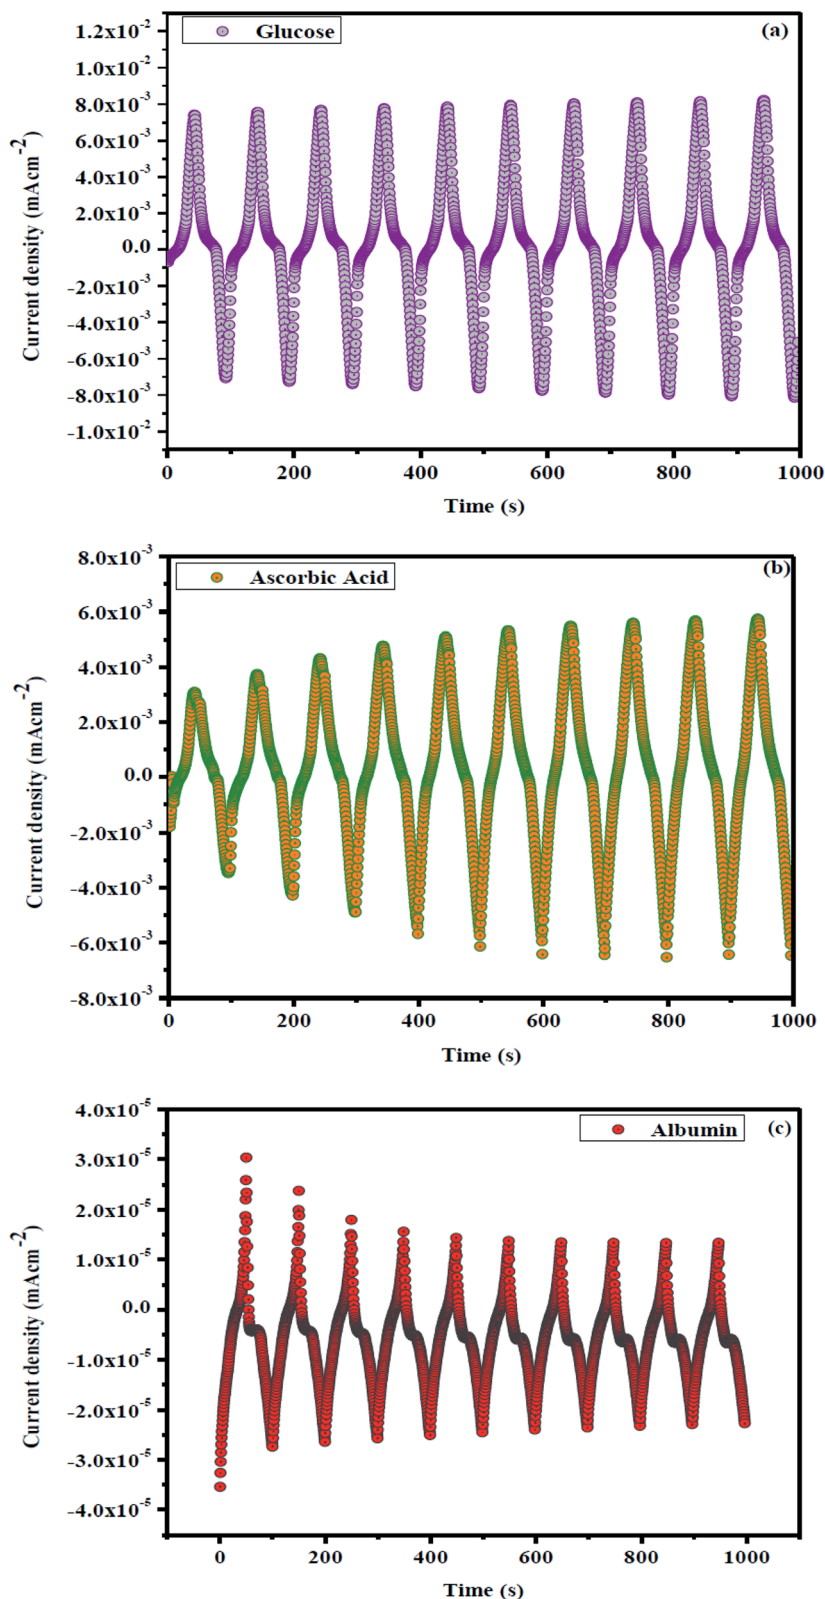 Glucose
(a)
1.2x10-2
1.0x10-2
8.0x10-3
6.0x10-3
4.0x10-3
2.0x10-3
0.0
-2.0x10-3
-4.0x10-3
-6.0x10-3
-8.0x10-3
-1.0x10-2
Current density (mAcm-2)
0 200 400 600 800 1000
Time (s)
8.0x10-3
Ascorbic Acid
(b)
6.0x10-3
4.0x10-3
2.0x10-3
0.0
-2.0x10-3
-4.0x10-3
-6.0x10-3
-8.0x10-3
Current density (mAcm-2)
0 200 400 600 800 1000
Time (s)
4.0x10-5
Albumin
(c)
3.0x10-5
2.0x10-5
1.0x10-5
0.0
-1.0x10-5
-2.0x10-5
-3.0x10-5
-4.0x10-5
Current density (mAcm-2)
0 200 400 600 800 1000
Time (s)